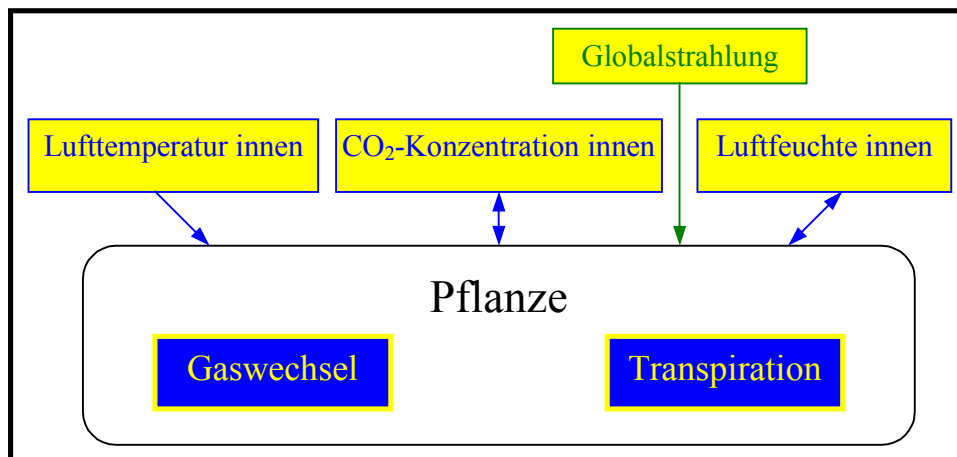 Globalstrahlung
Lufttemperatur innen
CO₂-Konzentration innen
Luftfeuchte innen
Pflanze
Gaswechsel
Transpiration